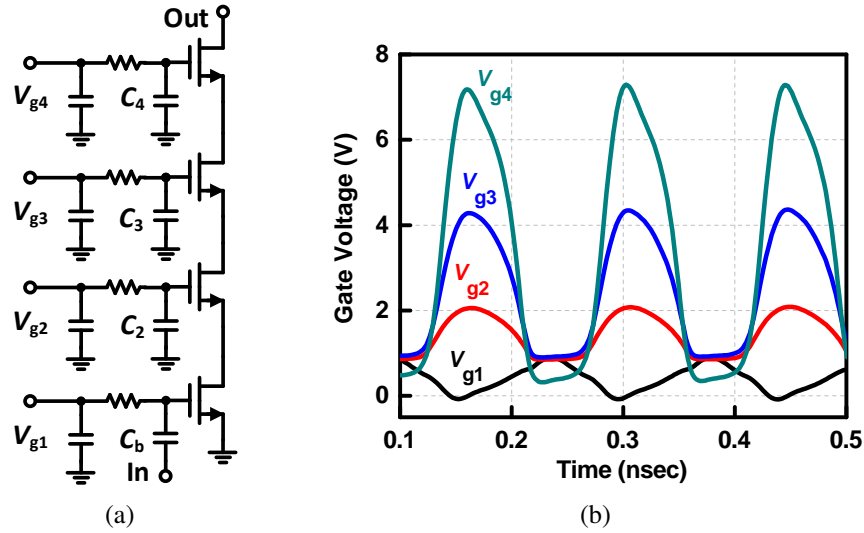 Out
Vg4
C4
Vg3
C3
Vg2
C2
Vg1
Cb
In
(a)
Gate Voltage (V)
8
6
4
2
0
Vg4
Vg3
Vg2
Vg1
0.1 0.2 0.3 0.4 0.5
Time (nsec)
(b)